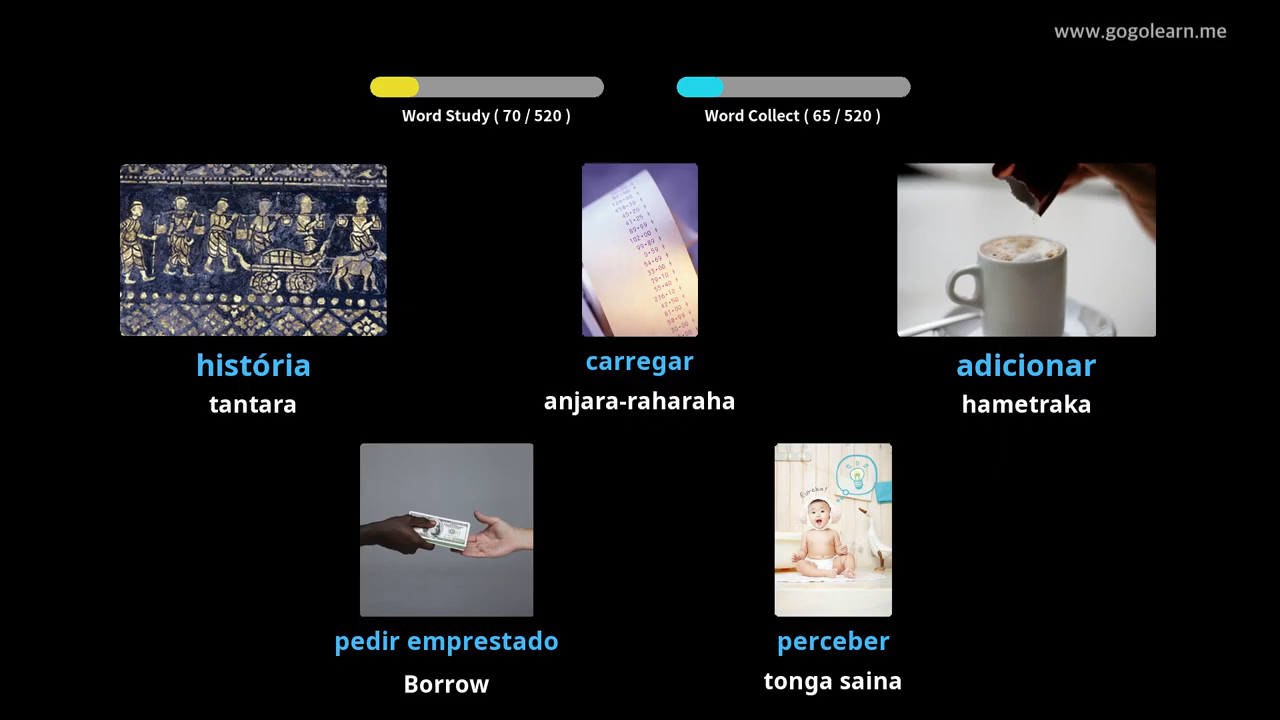 www.gogolearn.me
Word Study ( 70 / 520 )
Word Collect ( 65 / 520 )
história
tantara
carregar
anjara-raharaha
adicionar
hametraka
Eureka!
pedir emprestado
Borrow
perceber
tonga saina